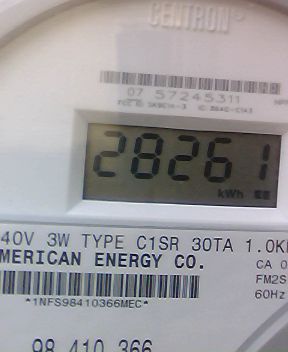 CENTRON
07 57245311
28261
kWh
40V 3W TYPE C1SR 30TA 1.0K
MERICAN ENERGY CO.
CA 0
FM2S
60Hz
*1NFS98410366MEC*
98 410 366